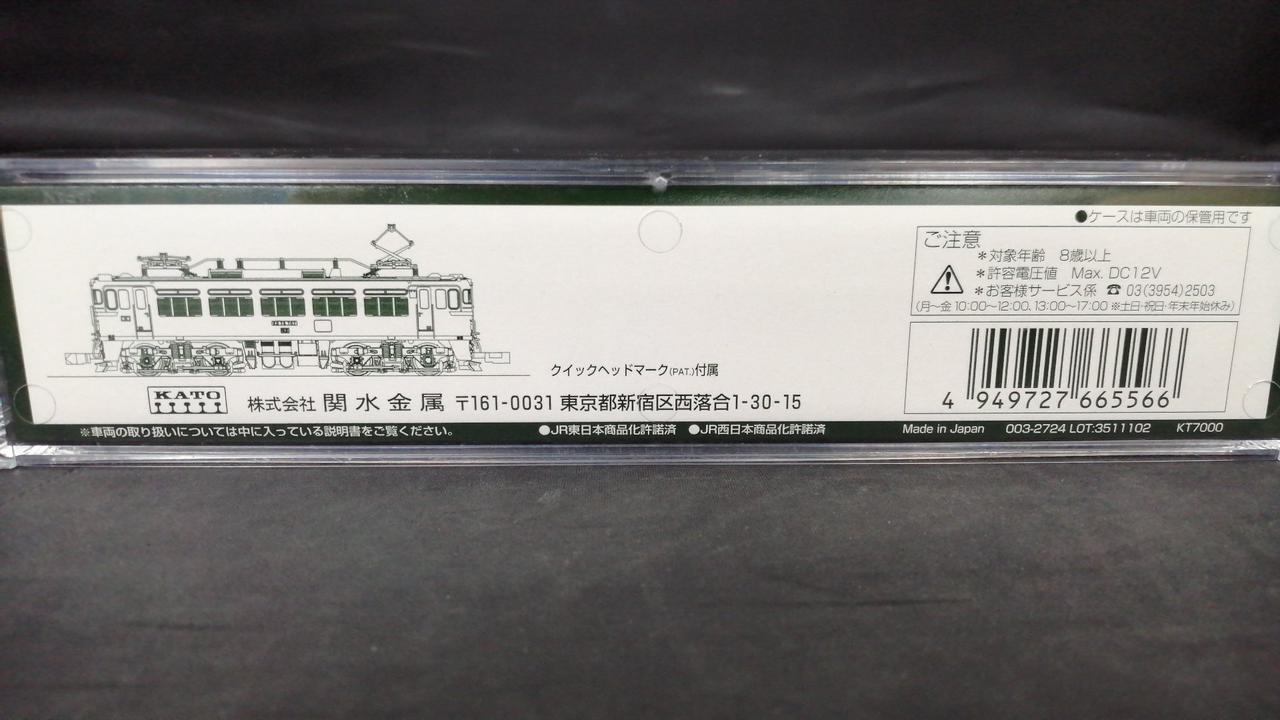 ●ケースは車両の保管用です
ご注意
＊対象年齢 8歳以上
＊許容電圧値 Max. DC12V
＊お客様サービス係 ☎ 03(3954)2503
(月〜金 10:00〜12:00、13:00〜17:00 ※土日・祝日・年末年始休み)
クイックヘッドマーク(PAT.)付属
4 949727 665566
KATO
株式会社 関水金属 〒161-0031 東京都新宿区西落合1-30-15
※車両の取り扱いについては中に入っている説明書をご覧ください。
●JR東日本商品化許諾済 ●JR西日本商品化許諾済
Made in Japan 003-2724 LOT:3511102 KT7000